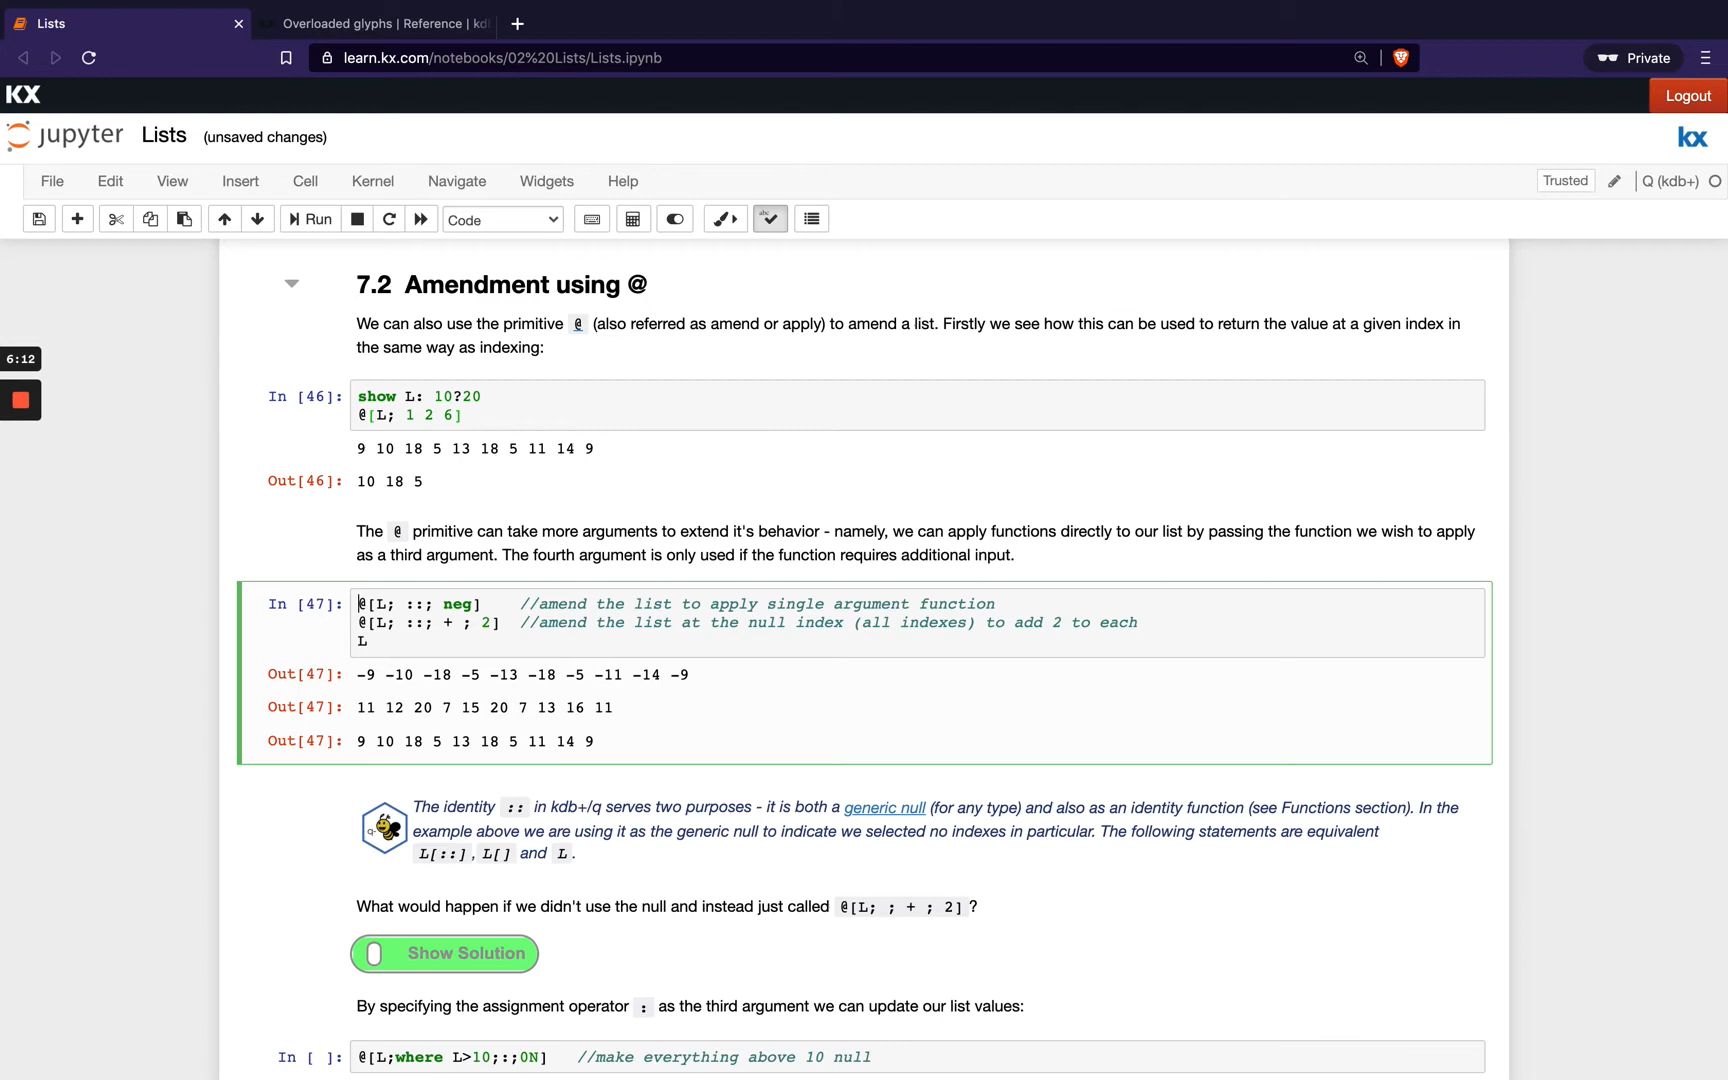 Lists
Overloaded glyphs | Reference | kd
learn.kx.com/notebooks/02%20Lists/Lists.ipynb
Private
KX
Logout
jupyter Lists (unsaved changes)
kx
File Edit View Insert Cell Kernel Navigate Widgets Help
Trusted
Q (kdb+)
Run
Code
abc
7.2 Amendment using @
We can also use the primitive @ (also referred as amend or apply) to amend a list. Firstly we see how this can be used to return the value at a given index in
the same way as indexing:
6:12
In [46]: show L: 10?20
@[L; 1 2 6]
9 10 18 5 13 18 5 11 14 9
Out[46]: 10 18 5
The @ primitive can take more arguments to extend it's behavior - namely, we can apply functions directly to our list by passing the function we wish to apply
as a third argument. The fourth argument is only used if the function requires additional input.
In [47]: @[L; ::; neg] //amend the list to apply single argument function
@[L; ::; + ; 2] //amend the list at the null index (all indexes) to add 2 to each
L
Out[47]: -9 -10 -18 -5 -13 -18 -5 -11 -14 -9
Out[47]: 11 12 20 7 15 20 7 13 16 11
Out[47]: 9 10 18 5 13 18 5 11 14 9
q-
The identity :: in kdb+/q serves two purposes - it is both a generic null (for any type) and also as an identity function (see Functions section). In the
example above we are using it as the generic null to indicate we selected no indexes in particular. The following statements are equivalent
L[::], L[] and L.
What would happen if we didn't use the null and instead just called @[L; ; + ; 2]?
Show Solution
By specifying the assignment operator : as the third argument we can update our list values:
In [ ]: @[L;where L>10;:;0N] //make everything above 10 null